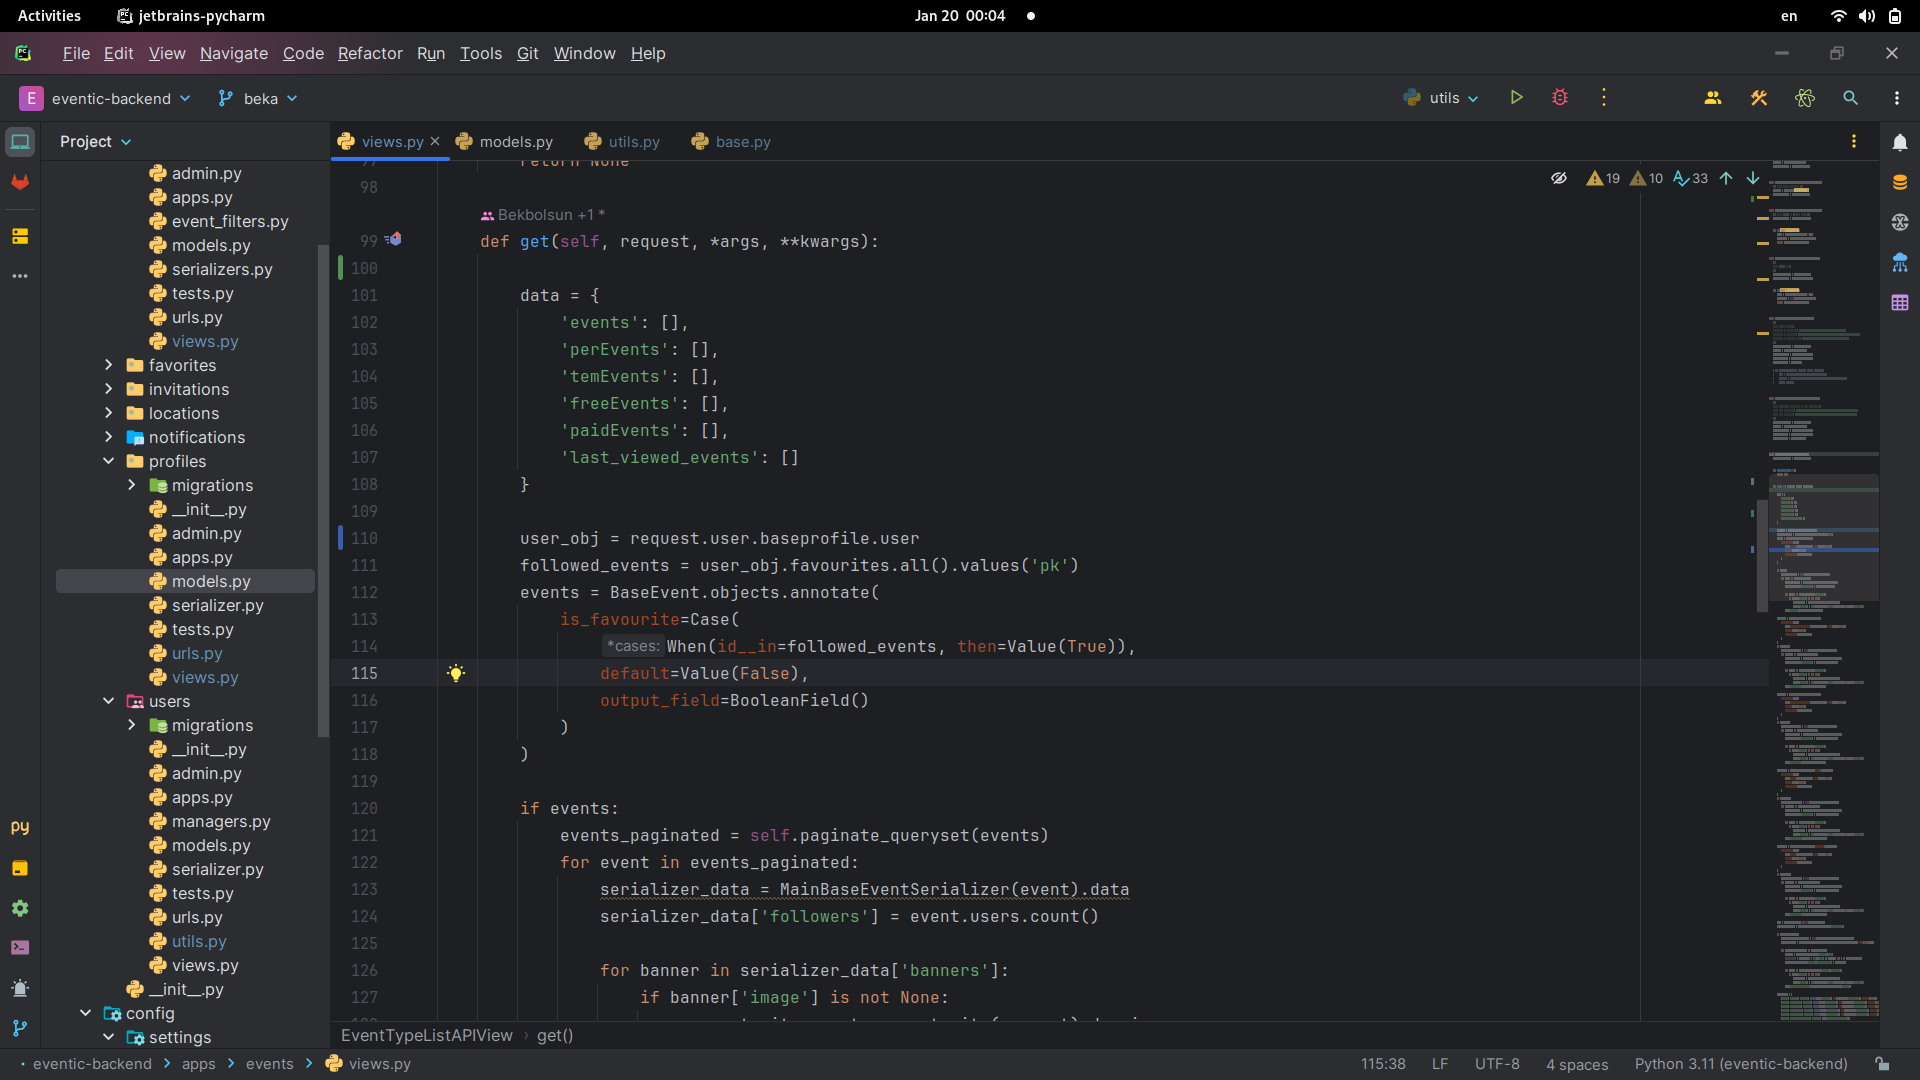 Activities
jetbrains-pycharm
Jan 20 00:04
en
File Edit View Navigate Code Refactor Run Tools Git Window Help
E eventic-backend
beka
utils
Project
views.py
models.py
utils.py
base.py
admin.py
apps.py
event_filters.py
models.py
serializers.py
tests.py
urls.py
views.py
favorites
invitations
locations
notifications
profiles
migrations
__init__.py
admin.py
apps.py
models.py
serializer.py
tests.py
urls.py
views.py
users
migrations
__init__.py
admin.py
apps.py
managers.py
models.py
serializer.py
tests.py
urls.py
utils.py
views.py
__init__.py
config
settings
19 10 33
97 return None
98
Bekbolsun +1 *
99 def get(self, request, *args, **kwargs):
100
101 data = {
102 'events': [],
103 'perEvents': [],
104 'temEvents': [],
105 'freeEvents': [],
106 'paidEvents': [],
107 'last_viewed_events': []
108 }
109
110 user_obj = request.user.baseprofile.user
111 followed_events = user_obj.favourites.all().values('pk')
112 events = BaseEvent.objects.annotate(
113 is_favourite=Case(
114 *cases: When(id__in=followed_events, then=Value(True)),
115 default=Value(False),
116 output_field=BooleanField()
117 )
118 )
119
120 if events:
121 events_paginated = self.paginate_queryset(events)
122 for event in events_paginated:
123 serializer_data = MainBaseEventSerializer(event).data
124 serializer_data['followers'] = event.users.count()
125
126 for banner in serializer_data['banners']:
127 if banner['image'] is not None:
EventTypeListAPIView › get()
eventic-backend › apps › events › views.py
115:38 LF UTF-8 4 spaces Python 3.11 (eventic-backend)